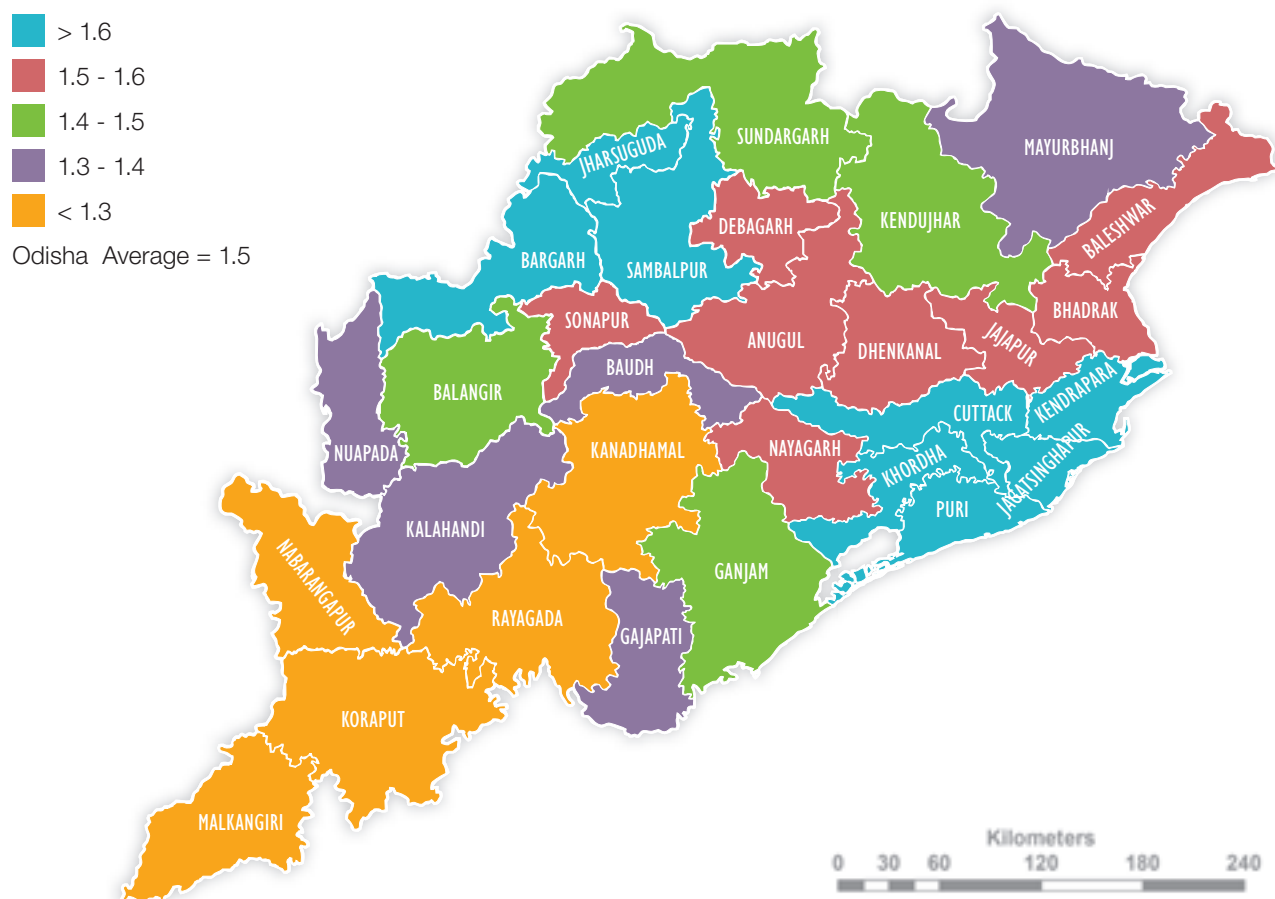 > 1.6
1.5 - 1.6
1.4 - 1.5
1.3 - 1.4
< 1.3
Odisha Average = 1.5
SUNDARGARH
JHARSUGUDA
MAYURBHANJ
KENDUJHAR
DEBAGARH
BALESHWAR
BARGARH
SAMBALPUR
BHADRAK
SONAPUR
ANUGUL
DHENKANAL
JAJAPUR
BAUDH
BALANGIR
KENDRAPARA
CUTTACK
NUAPADA
KANADHAMAL
NAYAGARH
KHORDHA
JAGATSINGHAPUR
PURI
KALAHANDI
GANJAM
NABARANGAPUR
RAYAGADA
GAJAPATI
KORAPUT
MALKANGIRI
Kilometers
0 30 60 120 180 240